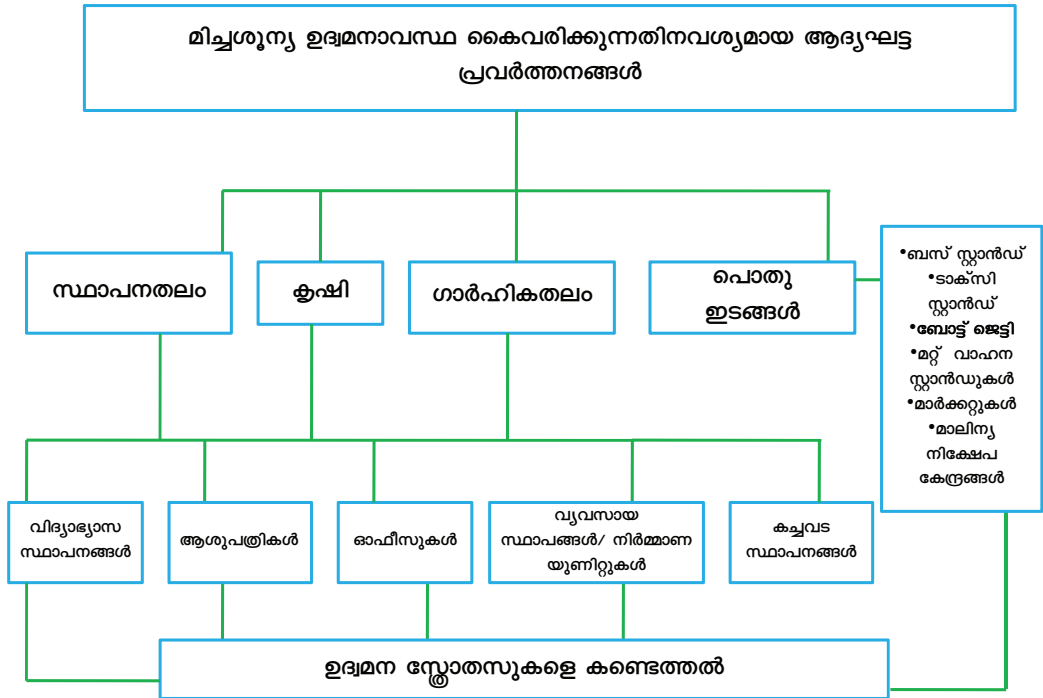 മിച്ചശൂന്യ ഉദ്വമനാവസ്ഥ കൈവരിക്കുന്നതിനവശ്യമായ ആദ്യഘട്ട
പ്രവർത്തനങ്ങൾ
സ്ഥാപനതലം
കൃഷി
ഗാർഹികതലം
പൊതു
ഇടങ്ങൾ
•ബസ് സ്റ്റാൻഡ്
•ടാക്സി
സ്റ്റാൻഡ്
•ബോട്ട് ജെട്ടി
•മറ്റ് വാഹന
സ്റ്റാൻഡുകൾ
•മാർക്കറ്റുകൾ
•മാലിന്യ
നിക്ഷേപ
കേന്ദ്രങ്ങൾ
വിദ്യാഭ്യാസ
സ്ഥാപനങ്ങൾ
ആശുപത്രികൾ
ഓഫീസുകൾ
വ്യവസായ
സ്ഥാപങ്ങൾ/ നിർമ്മാണ
യുണിറ്റുകൾ
കച്ചവട
സ്ഥാപനങ്ങൾ
ഉദ്വമന സ്ത്രോതസുകളെ കണ്ടെത്തൽ